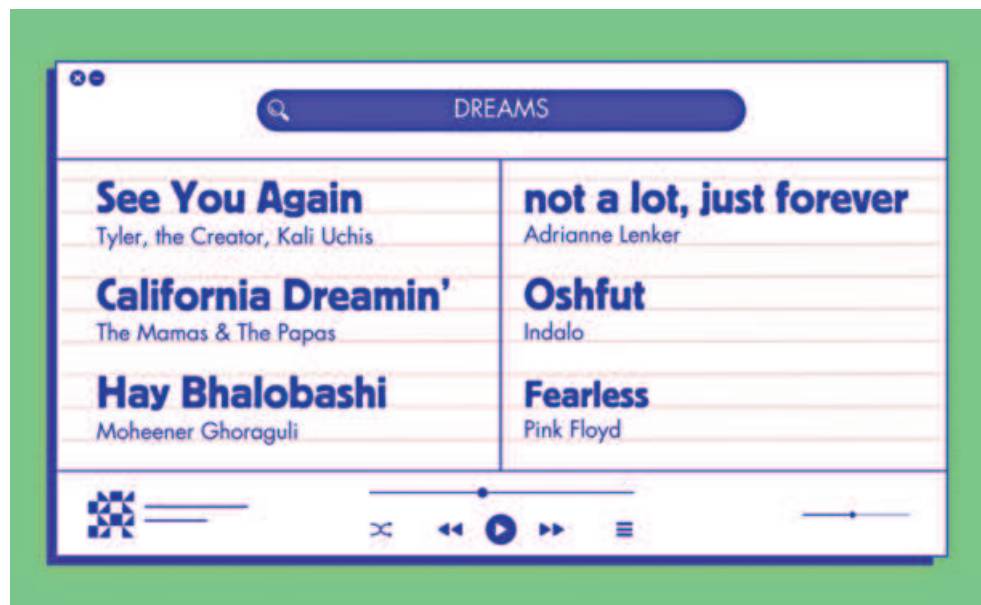 DREAMS
See You Again
Tyler, the Creator, Kali Uchis
California Dreamin'
The Mamas & The Papas
Hay Bhalobashi
Moheener Ghoraguli
not a lot, just forever
Adrianne Lenker
Oshfut
Indalo
Fearless
Pink Floyd